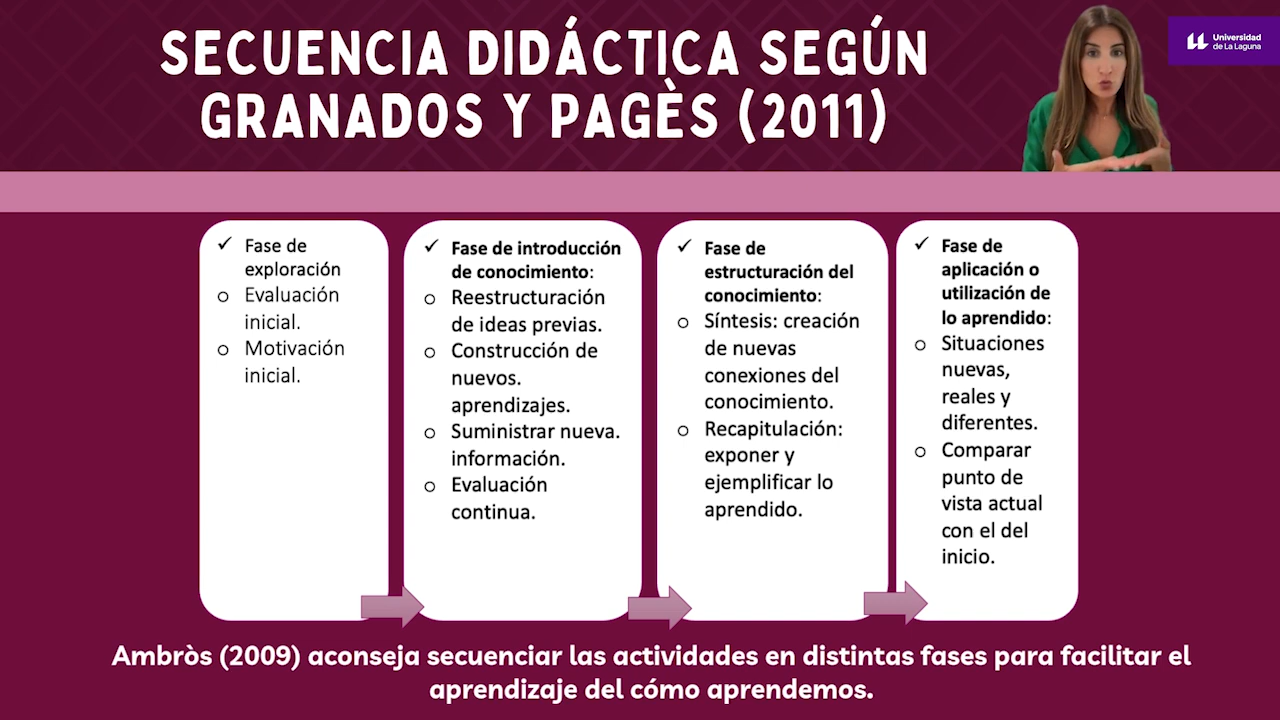 SECUENCIA DIDÁCTICA SEGÚN
GRANADOS Y PAGÈS (2011)
Universidad
de La Laguna
✓ Fase de
exploración
o Evaluación
inicial.
o Motivación
inicial.
✓ Fase de introducción
de conocimiento:
o Reestructuración
de ideas previas.
o Construcción de
nuevos.
aprendizajes.
o Suministrar nueva.
información.
o Evaluación
continua.
✓ Fase de
estructuración del
conocimiento:
o Síntesis: creación
de nuevas
conexiones del
conocimiento.
o Recapitulación:
exponer y
ejemplificar lo
aprendido.
✓ Fase de
aplicación o
utilización de
lo aprendido:
o Situaciones
nuevas,
reales y
diferentes.
o Comparar
punto de
vista actual
con el del
inicio.
Ambròs (2009) aconseja secuenciar las actividades en distintas fases para facilitar el
aprendizaje del cómo aprendemos.